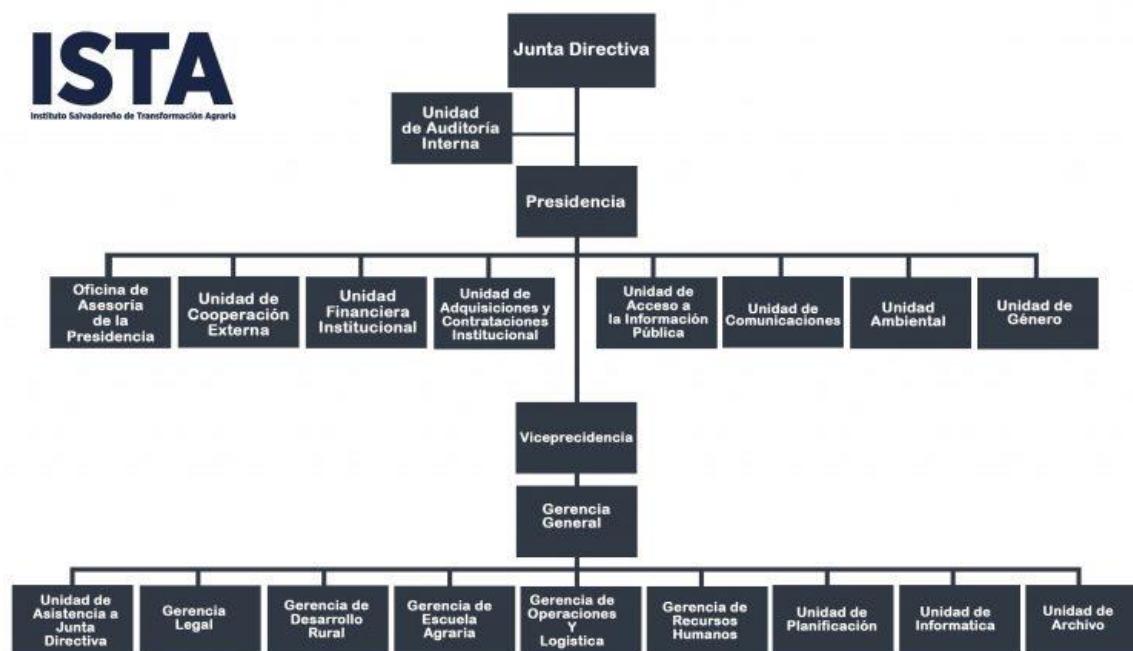 ISTA
Instituto Salvadoreño de Transformación Agraria
Junta Directiva
Unidad
de Auditoría
Interna
Presidencia
Oficina de
Asesoría
de la
Presidencia
Unidad de
Cooperación
Externa
Unidad
Financiera
Institucional
Unidad de
Adquisiciones y
Contrataciones
Institucional
Unidad de
Acceso a
la Información
Pública
Unidad de
Comunicaciones
Unidad
Ambiental
Unidad de
Género
Viceprecidencia
Gerencia
General
Unidad de
Asistencia a
Junta
Directiva
Gerencia
Legal
Gerencia de
Desarrollo
Rural
Gerencia de
Escuela
Agraria
Gerencia de
Operaciones
Y
Logistica
Gerencia de
Recursos
Humanos
Unidad de
Planificación
Unidad de
Informatica
Unidad de
Archivo